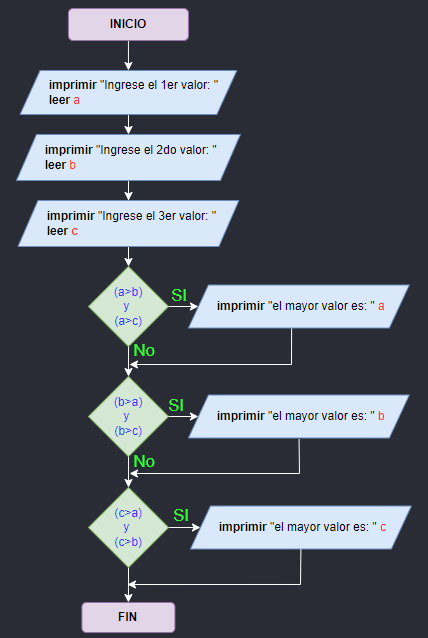 INICIO
imprimir "Ingrese el 1er valor: "
leer a
imprimir "Ingrese el 2do valor: "
leer b
imprimir "Ingrese el 3er valor: "
leer c
(a>b)
y
(a>c)
SI
imprimir "el mayor valor es: " a
No
(b>a)
y
(b>c)
SI
imprimir "el mayor valor es: " b
No
(c>a)
y
(c>b)
SI
imprimir "el mayor valor es: " c
FIN